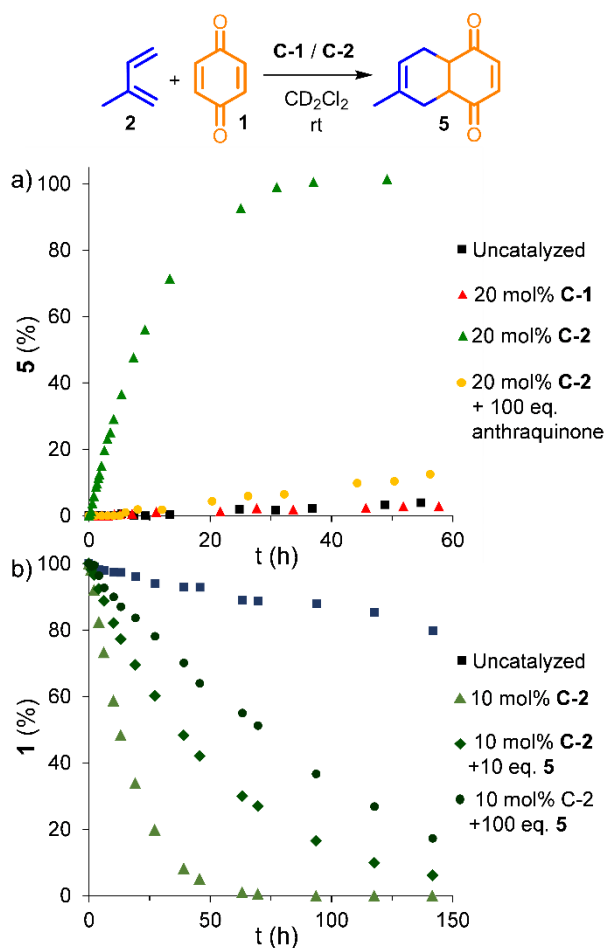 C-1 / C-2
+
CD2Cl2
rt
O
O
O
O
2
1
5
a)
100
80
60
40
20
0
5 (%)
0
20
40
60
t (h)
Uncatalyzed
20 mol% C-1
20 mol% C-2
20 mol% C-2
+ 100 eq.
anthraquinone
b)
100
80
60
40
20
0
1 (%)
0
50
100
150
t (h)
Uncatalyzed
10 mol% C-2
10 mol% C-2
+10 eq. 5
10 mol% C-2
+100 eq. 5